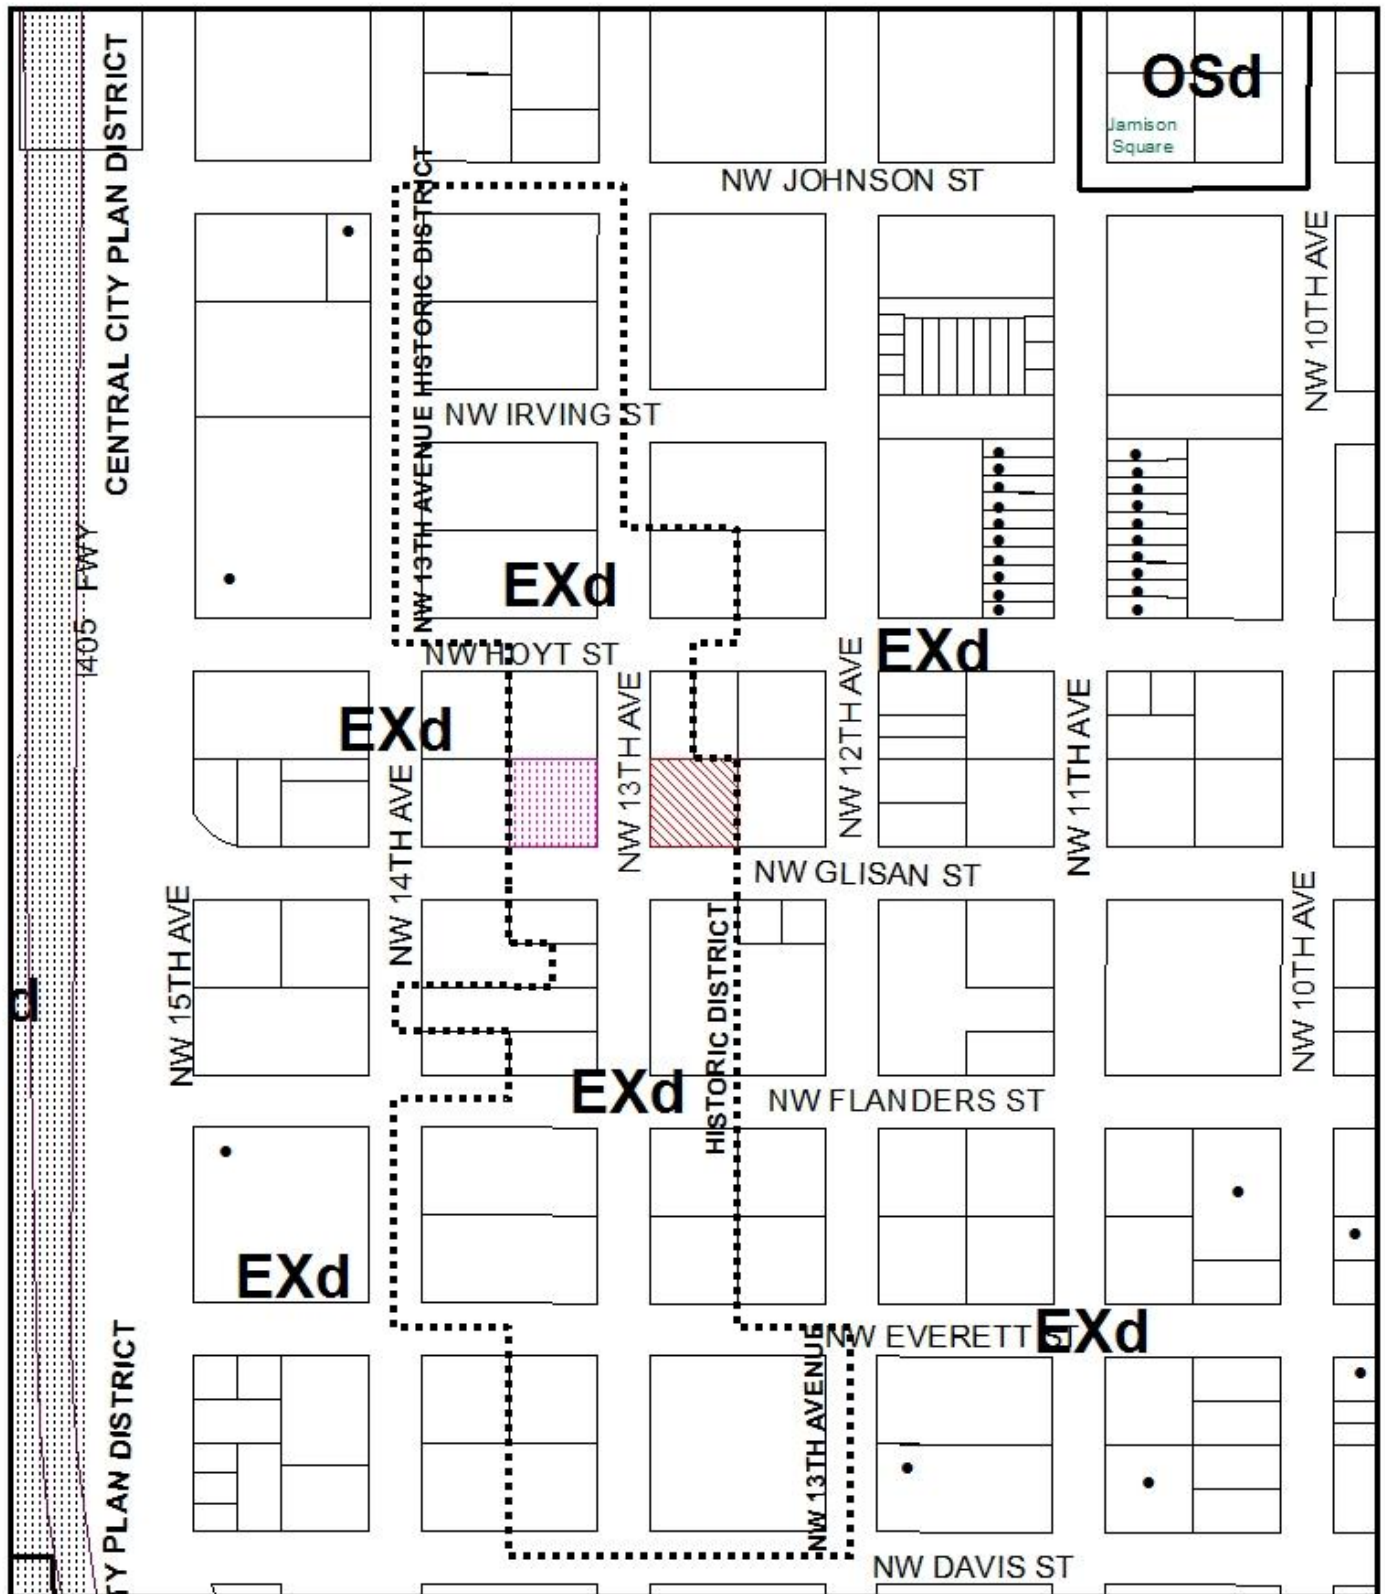 CENTRAL CITY PLAN DISTRICT
OSd
Jamison
Square
NW JOHNSON ST
NW 13TH AVENUE HISTORIC DISTRICT
NW 10TH AVE
NW IRVING ST
I405 FWY
EXd
NW HOYT ST
EXd
EXd
NW 13TH AVE
NW 12TH AVE
NW 11TH AVE
NW 14TH AVE
NW GLISAN ST
NW 15TH AVE
NW 10TH AVE
d
HISTORIC DISTRICT
EXd
NW FLANDERS ST
EXd
NW EVERETT ST
EXd
NW 13TH AVENUE
TY PLAN DISTRICT
NW DAVIS ST